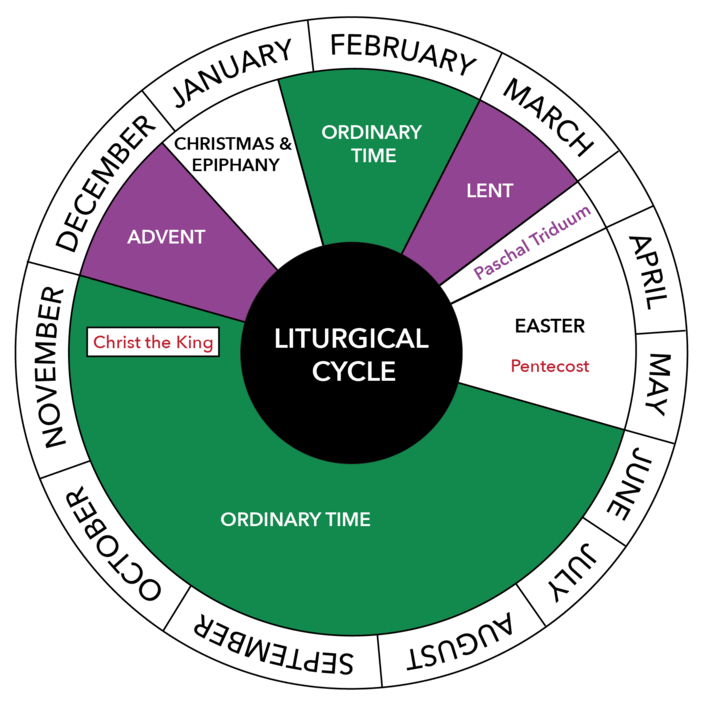 JANUARY
FEBRUARY
MARCH
APRIL
MAY
JUNE
JULY
AUGUST
SEPTEMBER
OCTOBER
NOVEMBER
DECEMBER
CHRISTMAS &
EPIPHANY
ORDINARY
TIME
LENT
Paschal Triduum
EASTER
Pentecost
ORDINARY TIME
Christ the King
ADVENT
LITURGICAL
CYCLE